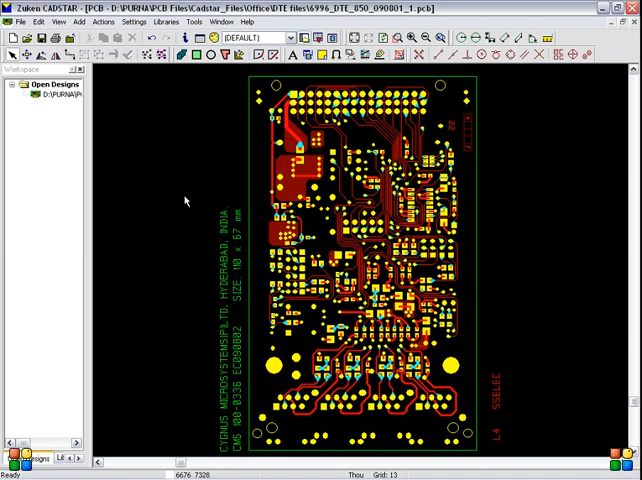 Zuken CADSTAR - [PCB - D:\PURNA\PCB Files\Cadstar_Files\Office\DTE files\6996_DTE_850_090801_1.pcb]
File Edit View Add Actions Settings Libraries Tools Window Help
[DEFAULT]
Workspace
Open Designs
D:\PURNA\P
CYGNUS MICROSYSTEMS(P)LTD, HYDERABAD, INDIA.
CMS 100-0336 EC090802 SIZE: 110 x 67 mm
L4 SSELEC
Ready
6676 7328
Thou
Grid: 13